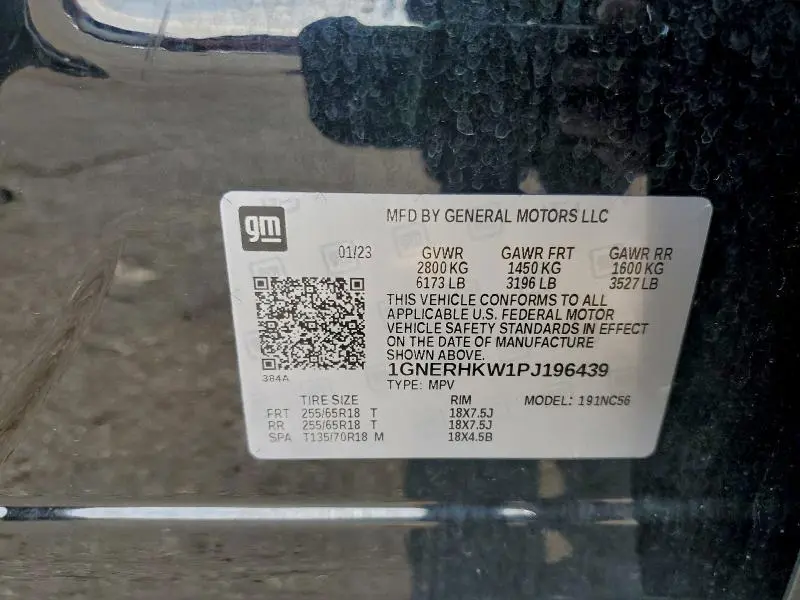 gm
MFD BY GENERAL MOTORS LLC
01/23 GVWR GAWR FRT GAWR RR
2800 KG 1450 KG 1600 KG
6173 LB 3196 LB 3527 LB
THIS VEHICLE CONFORMS TO ALL
APPLICABLE U.S. FEDERAL MOTOR
VEHICLE SAFETY STANDARDS IN EFFECT
ON THE DATE OF MANUFACTURE
SHOWN ABOVE.
384A
1GNERHKW1PJ196439
TYPE: MPV
TIRE SIZE RIM MODEL: 191NC56
FRT 255/65R18 T 18X7.5J
RR 255/65R18 T 18X7.5J
SPA T135/70R18 M 18X4.5B